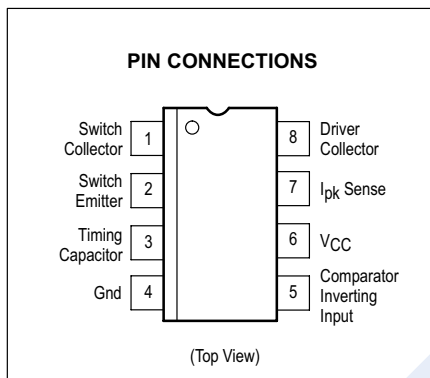 PIN CONNECTIONS
Switch
Collector
1
8
Driver
Collector
Switch
Emitter
2
7
Ipk Sense
Timing
Capacitor
3
6
VCC
Gnd
4
5
Comparator
Inverting
Input
(Top View)